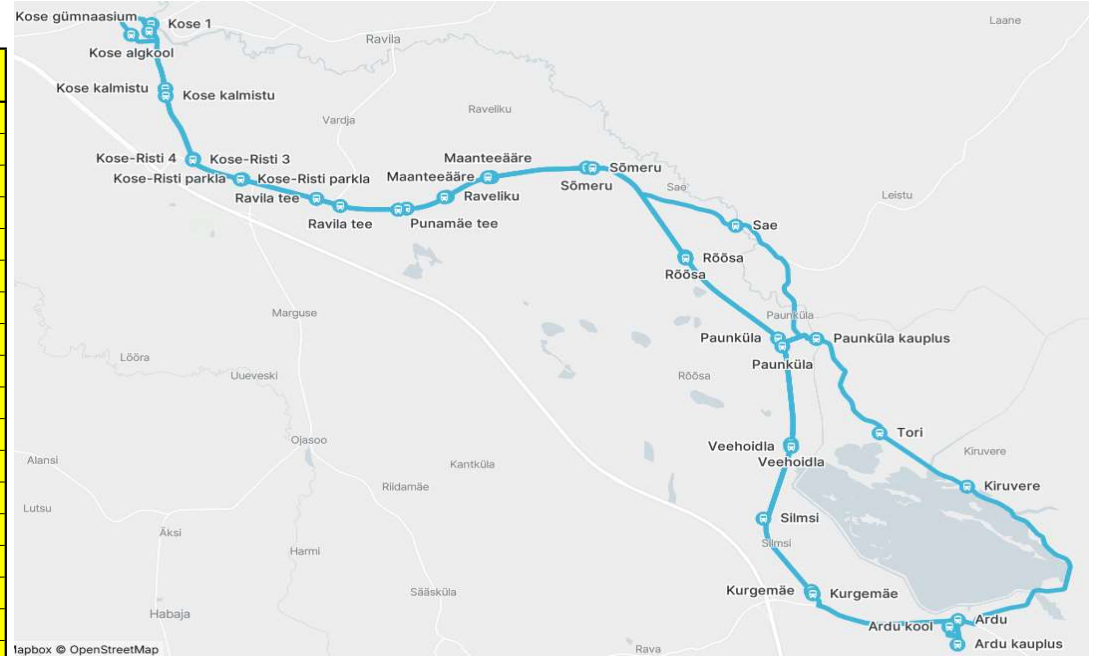 Kose gümnaasium
Kose 1
Laane
Ravila
Kose algkool
Kose kalmistu
Kose kalmistu
Raveliku
Vardja
Kose-Risti 4
Kose-Risti 3
Maanteeääre
Kose-Risti parkla
Kose-Risti parkla
Maanteeääre
Sõmeru
Sõmeru
Sae
Leistu
Ravila tee
Raveliku
Ravila tee
Punamäe tee
Sae
Rõõsa
Rõõsa
Marguse
Paunküla
Paunküla
Paunküla kauplus
Paunküla
Lööra
Uueveski
Rõõsa
Tori
Ojasoo
Veehoidla
Veehoidla
Kiruvere
Alansi
Kantküla
Riidamäe
Kiruvere
Lutsu
Silmsi
Äksi
Silmsi
Harmi
Sääsküla
Kurgemäe
Kurgemäe
Habaja
Ardu kool
Ardu
Ardu kauplus
Rava
Mapbox © OpenStreetMap